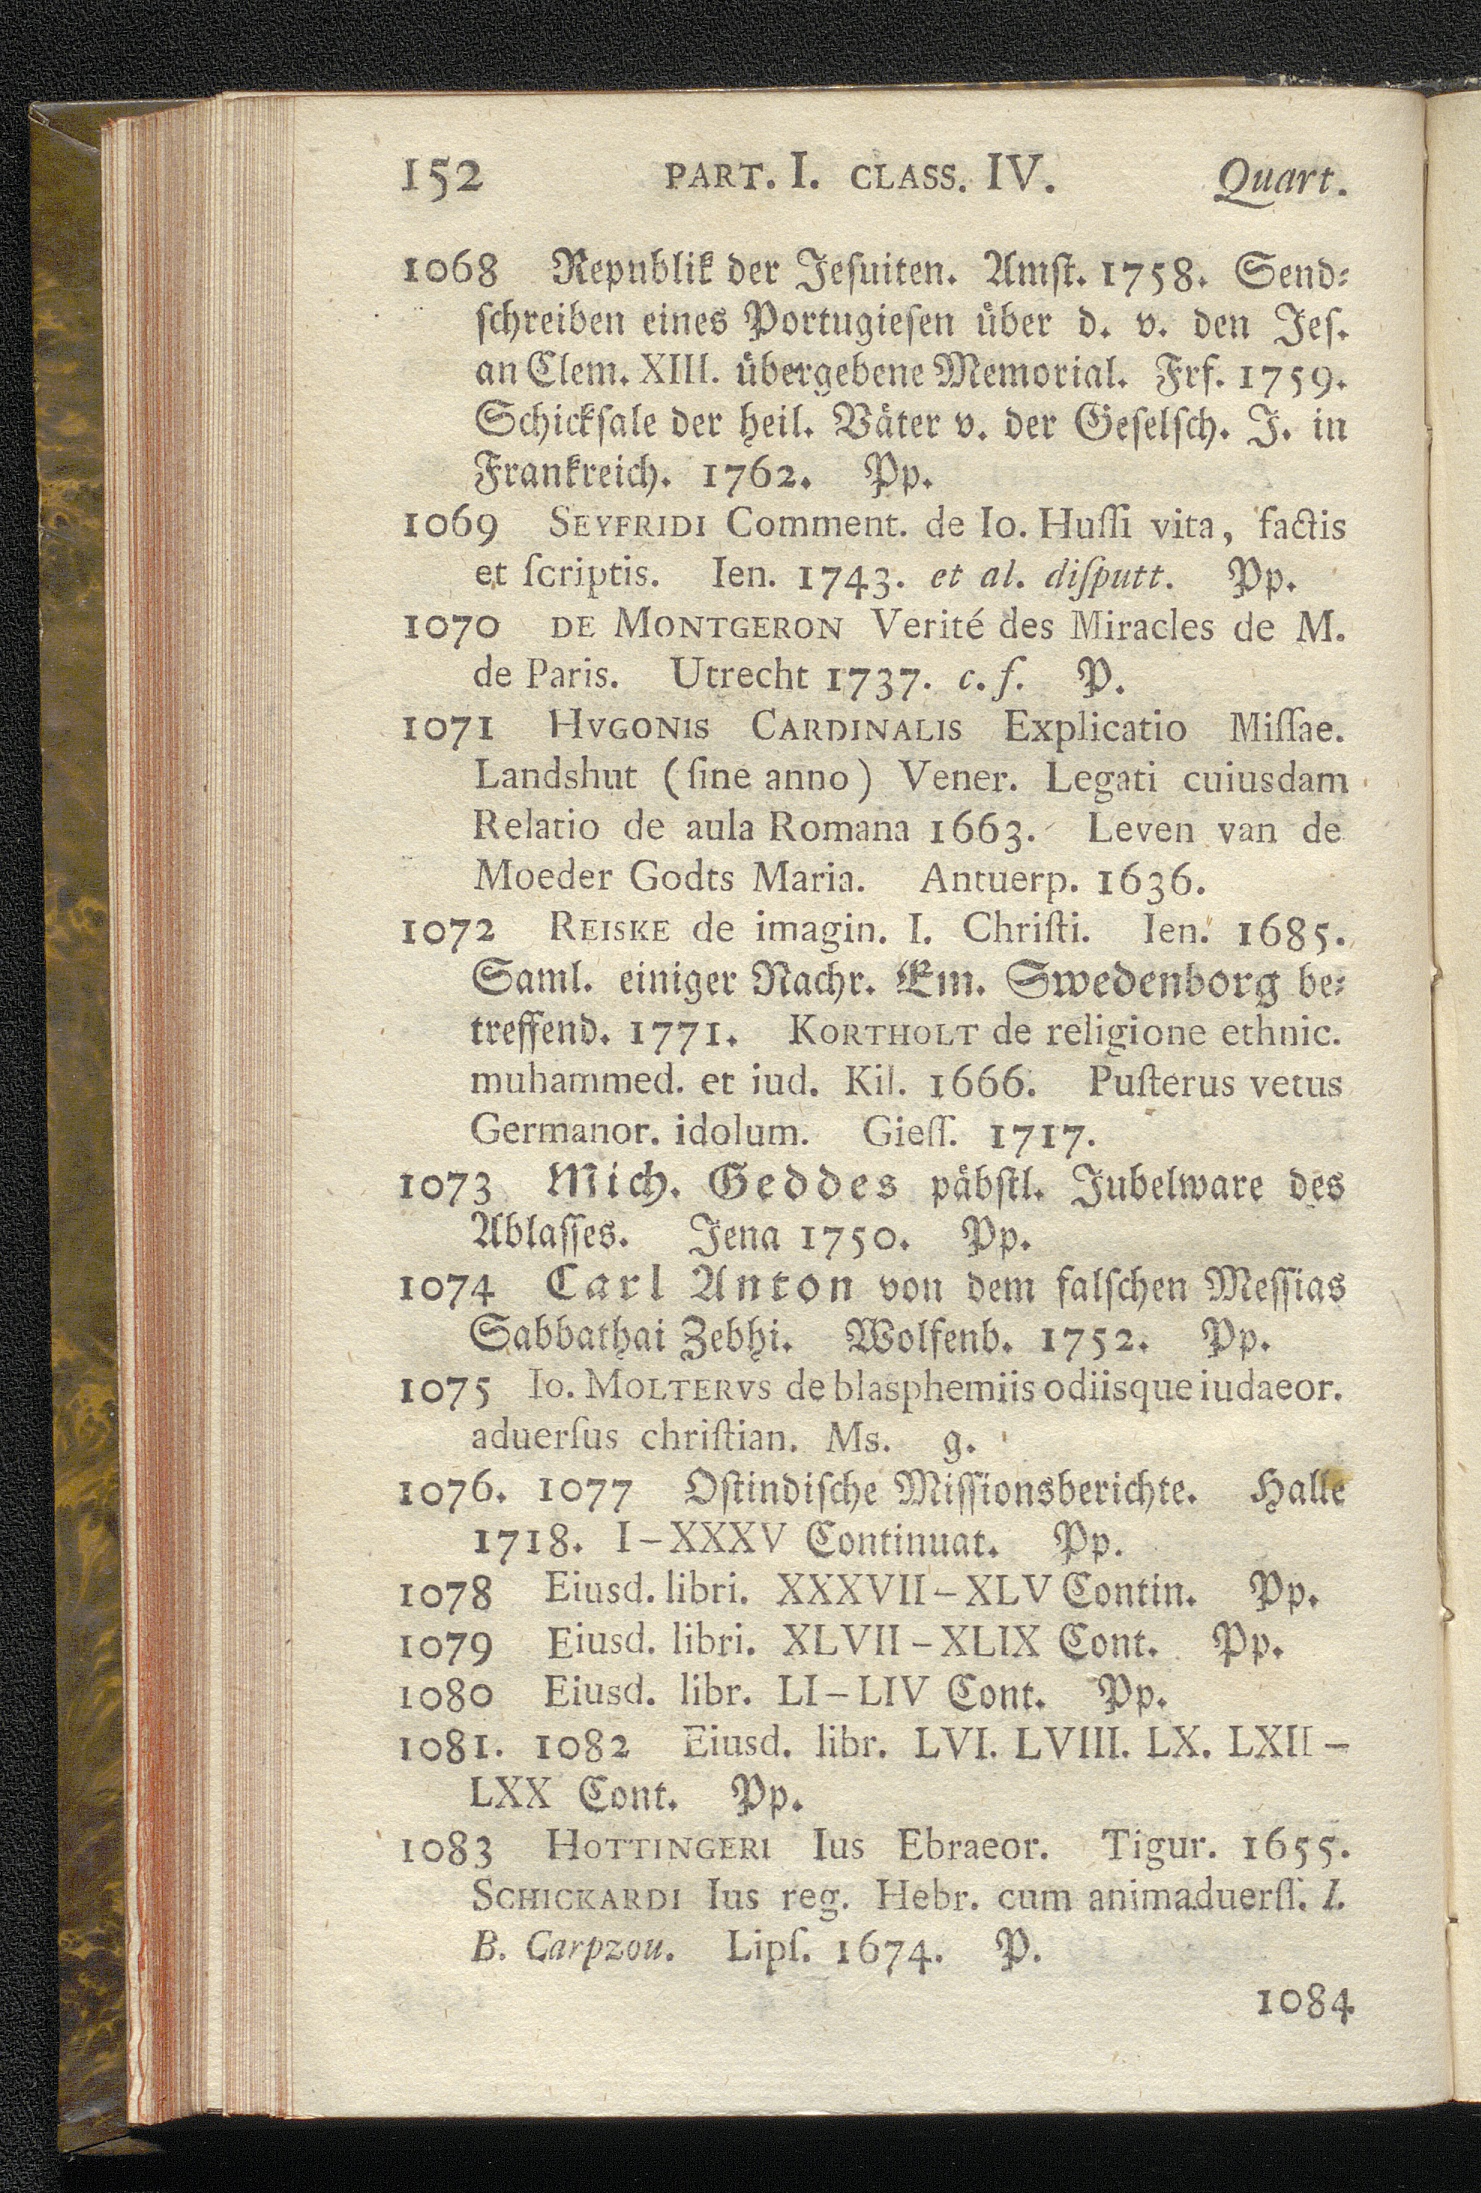 152 PART. I. CLASS. IV. Quart.
1068 Republik der Jeſuiten. Amſt. 1758. Send-
ſchreiben eines Portugieſen über d. v. den Jeſ.
an Clem. XIII. übergebene Memorial. Frf. 1759.
Schickſale der heil. Väter v. der Geſelſch. J. in
Frankreich. 1762. Pp.
1069 SEYFRIDI Comment. de Io. Huſſi vita, factis
et ſcriptis. Ien. 1743. et al. diſputt. Pp.
1070 DE MONTGERON Verité des Miracles de M.
de Paris. Utrecht 1737. c. f. P.
1071 HVGONIS CARDINALIS Explicatio Miſſae.
Landshut (ſine anno) Vener. Legati cuiusdam
Relatio de aula Romana 1663. Leven van de
Moeder Godts Maria. Antuerp. 1636.
1072 REISKE de imagin. I. Chriſti. Ien. 1685.
Saml. einiger Nachr. Em. Swedenborg be-
treffend. 1771. KORTHOLT de religione ethnic.
muhammed. et iud. Kil. 1666. Puſterus vetus
Germanor. idolum. Gieſſ. 1717.
1073 Mich. Geddes päbſtl. Jubelware des
Ablaſſes. Jena 1750. Pp.
1074 Carl Anton von dem falſchen Meſſias
Sabbathai Zebhi. Wolfenb. 1752. Pp.
1075 Io. MOLTERVS de blasphemiis odiisque iudaeor.
aduerſus chriſtian. Ms. g.
1076. 1077 Oſtindiſche Miſſionsberichte. Halle
1718. I–XXXV Continuat. Pp.
1078 Eiusd. libri. XXXVII–XLV Contin. Pp.
1079 Eiusd. libri. XLVII–XLIX Cont. Pp.
1080 Eiusd. libr. LI–LIV Cont. Pp.
1081. 1082 Eiusd. libr. LVI. LVIII. LX. LXII–
LXX Cont. Pp.
1083 HOTTINGERI Ius Ebraeor. Tigur. 1655.
SCHICKARDI Ius reg. Hebr. cum animaduerſſ. I.
B. Carpzou. Lipſ. 1674. P.
1084